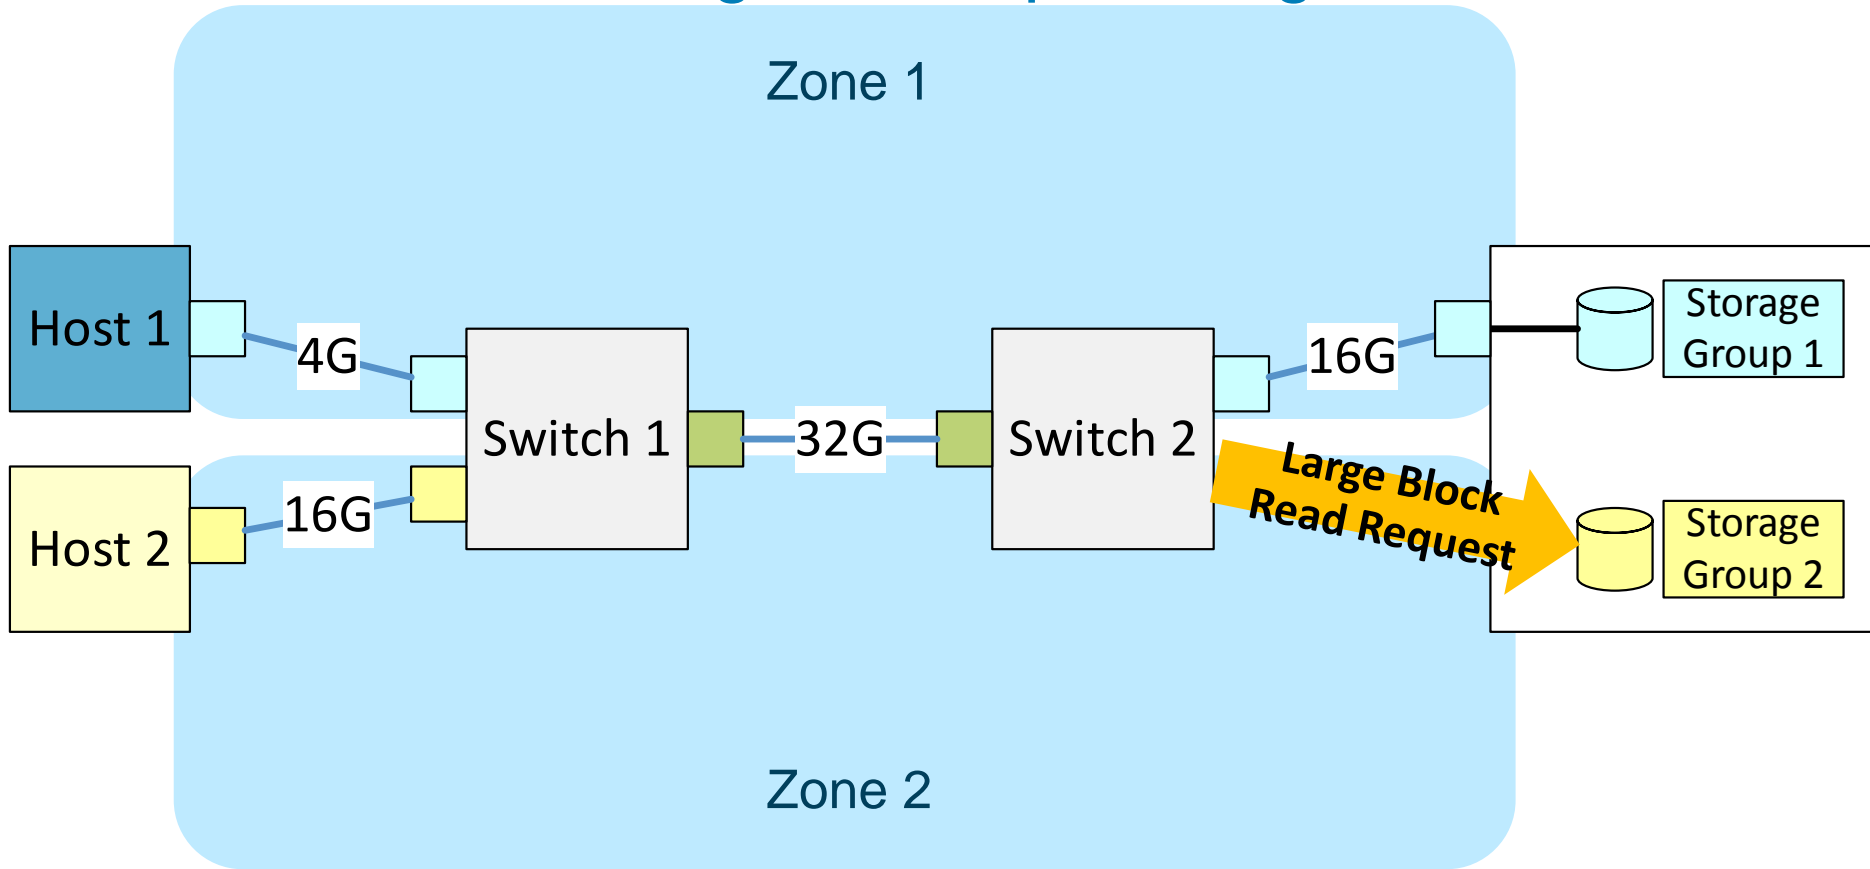 Zone 1
Host 1
4G
16G
Storage
Group 1
Switch 1
32G
Switch 2
Large Block
Read Request
Host 2
16G
Storage
Group 2
Zone 2